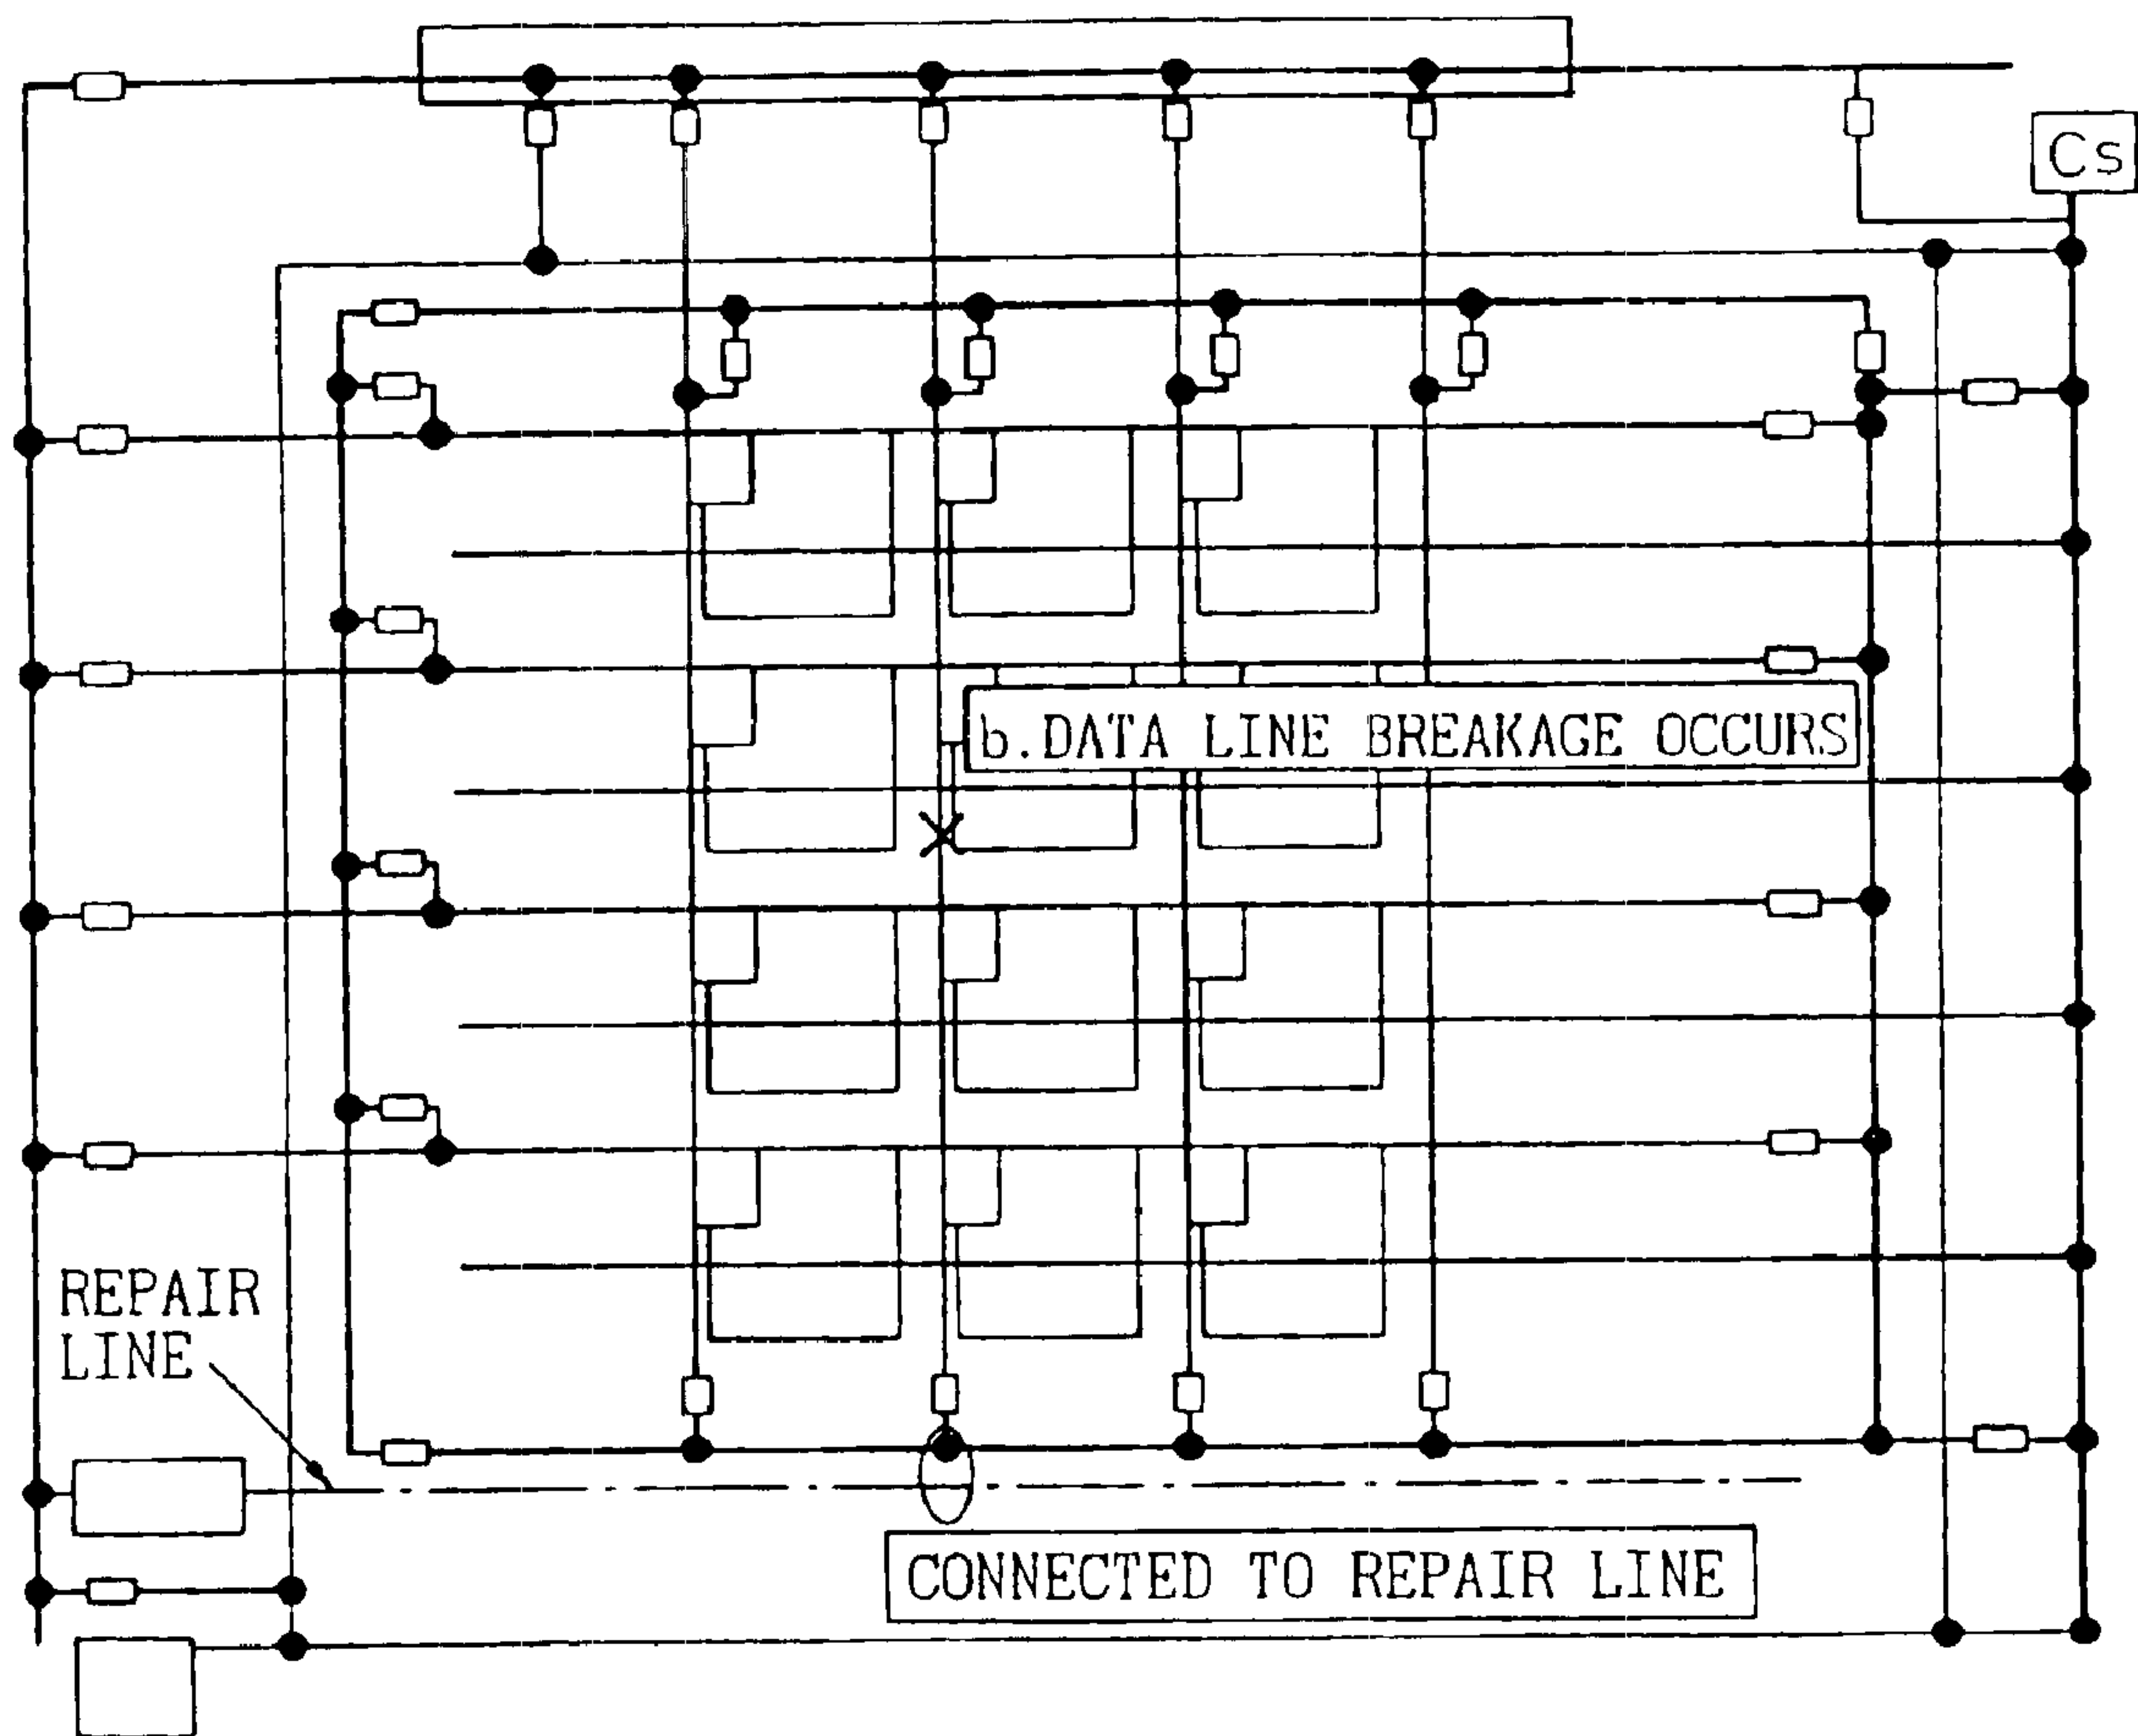 Cs
b.DATA LINE BREAKAGE OCCURS
REPAIR
LINE
CONNECTED TO REPAIR LINE